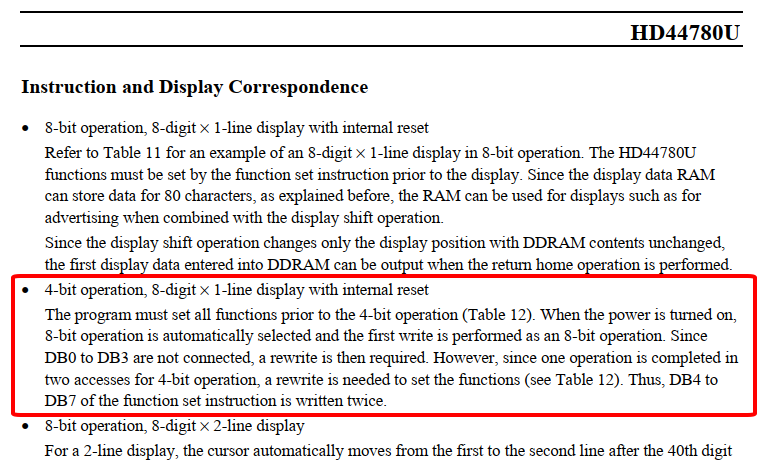 HD44780U
Instruction and Display Correspondence
• 8-bit operation, 8-digit × 1-line display with internal reset
Refer to Table 11 for an example of an 8-digit × 1-line display in 8-bit operation. The HD44780U
functions must be set by the function set instruction prior to the display. Since the display data RAM
can store data for 80 characters, as explained before, the RAM can be used for displays such as for
advertising when combined with the display shift operation.
Since the display shift operation changes only the display position with DDRAM contents unchanged,
the first display data entered into DDRAM can be output when the return home operation is performed.
• 4-bit operation, 8-digit × 1-line display with internal reset
The program must set all functions prior to the 4-bit operation (Table 12). When the power is turned on,
8-bit operation is automatically selected and the first write is performed as an 8-bit operation. Since
DB0 to DB3 are not connected, a rewrite is then required. However, since one operation is completed in
two accesses for 4-bit operation, a rewrite is needed to set the functions (see Table 12). Thus, DB4 to
DB7 of the function set instruction is written twice.
• 8-bit operation, 8-digit × 2-line display
For a 2-line display, the cursor automatically moves from the first to the second line after the 40th digit